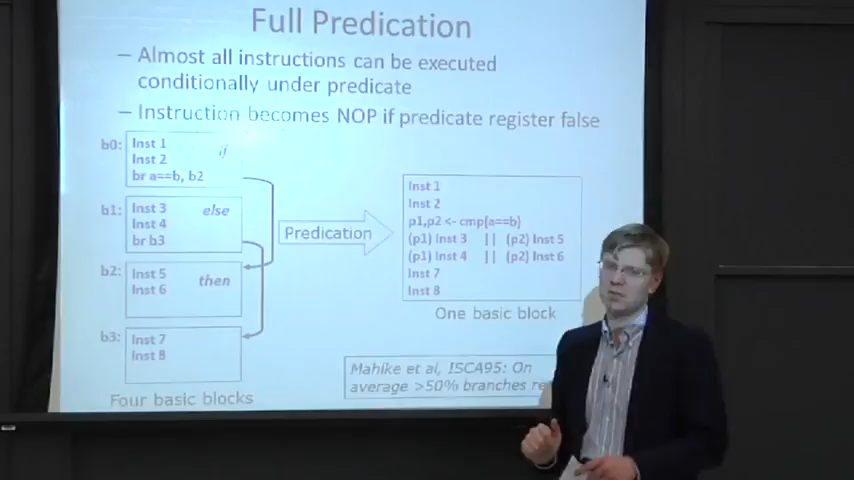 Full Predication
– Almost all instructions can be executed
conditionally under predicate
– Instruction becomes NOP if predicate register false
b0: Inst 1
Inst 2 if
br a==b, b2
b1: Inst 3 else
Inst 4
br b3
b2: Inst 5
Inst 6 then
b3: Inst 7
Inst 8
Four basic blocks
Predication
Inst 1
Inst 2
p1,p2 <- cmp(a==b)
(p1) Inst 3 || (p2) Inst 5
(p1) Inst 4 || (p2) Inst 6
Inst 7
Inst 8
One basic block
Mahlke et al, ISCA95: On
average >50% branches